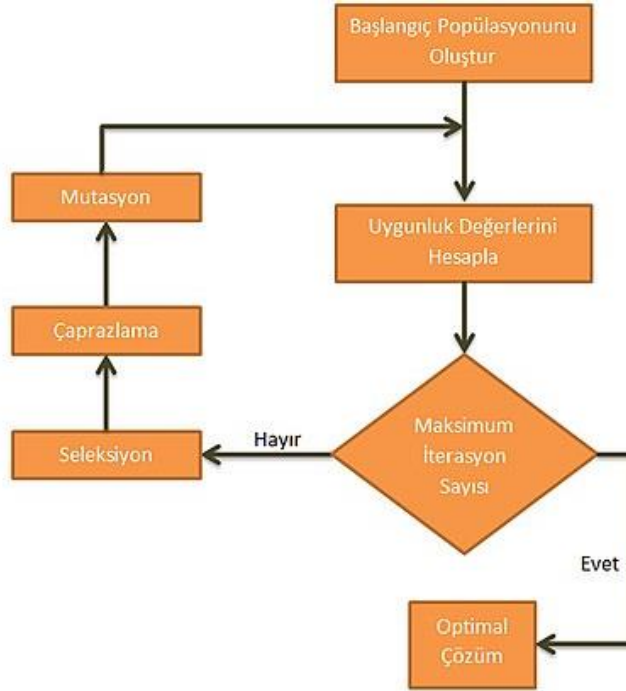 Başlangıç Popülasyonunu
Oluştur
Mutasyon
Uygunluk Değerlerini
Hesapla
Çaprazlama
Maksimum
İterasyon
Sayısı
Hayır
Seleksiyon
Evet
Optimal
Çözüm